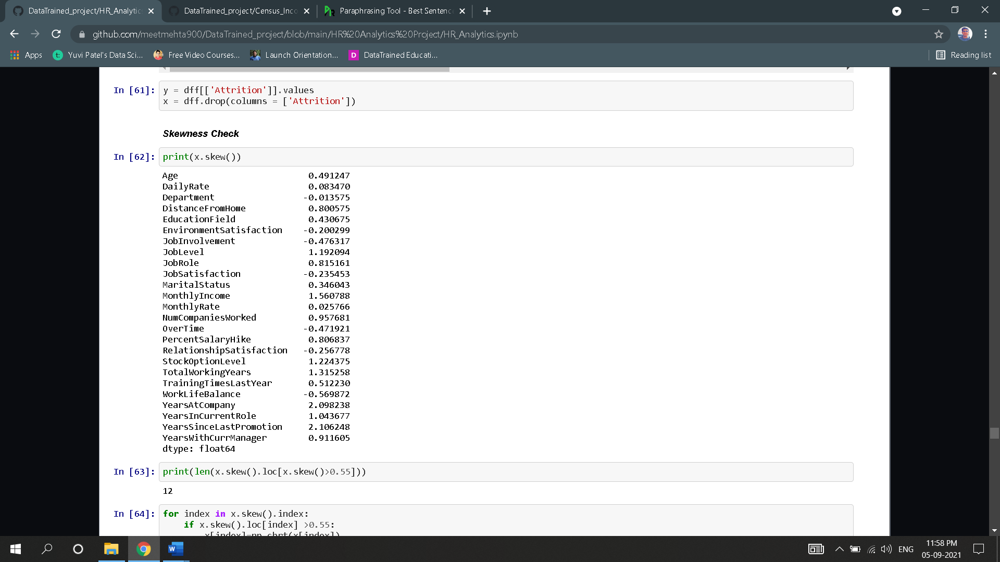 DataTrained_project/HR_Analytic
DataTrained_project/Census_Inco
Paraphrasing Tool - Best Sentence
github.com/meetmehta900/DataTrained_project/blob/main/HR%20Analytics%20Project/HR_Analytics.ipynb
Apps
Yuvi Patel's Data Sci...
Free Video Courses...
Launch Orientation...
D DataTrained Educati...
Reading list
In [61]: y = dff[['Attrition']].values
x = dff.drop(columns = ['Attrition'])
Skewness Check
In [62]: print(x.skew())
Age 0.491247
DailyRate 0.083470
Department -0.013575
DistanceFromHome 0.800575
EducationField 0.430675
EnvironmentSatisfaction -0.200299
JobInvolvement -0.476317
JobLevel 1.192094
JobRole 0.815161
JobSatisfaction -0.235453
MaritalStatus 0.346043
MonthlyIncome 1.560788
MonthlyRate 0.025766
NumCompaniesWorked 0.957681
OverTime -0.471921
PercentSalaryHike 0.806837
RelationshipSatisfaction -0.256778
StockOptionLevel 1.224375
TotalWorkingYears 1.315258
TrainingTimesLastYear 0.512230
WorkLifeBalance -0.569872
YearsAtCompany 2.098238
YearsInCurrentRole 1.043677
YearsSinceLastPromotion 2.106248
YearsWithCurrManager 0.911605
dtype: float64
In [63]: print(len(x.skew().loc[x.skew()>0.55]))
12
In [64]: for index in x.skew().index:
if x.skew().loc[index] >0.55:
x[index]=np.cbrt(x[index])
ENG
11:58 PM
05-09-2021